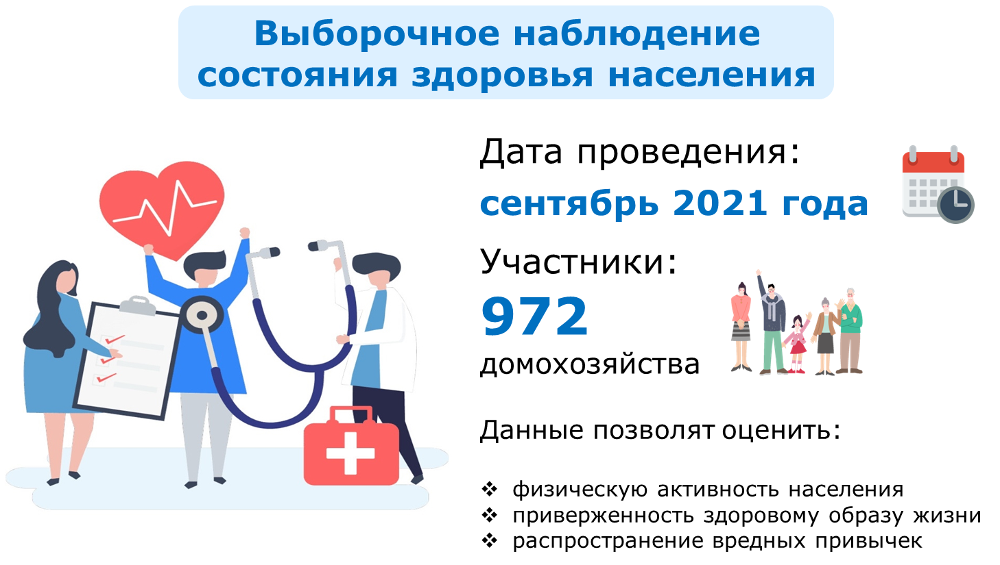 Выборочное наблюдение
состояния здоровья населения
Дата проведения:
сентябрь 2021 года
Участники:
972
домохозяйства
Данные позволят оценить:
❖ физическую активность населения
❖ приверженность здоровому образу жизни
❖ распространение вредных привычек